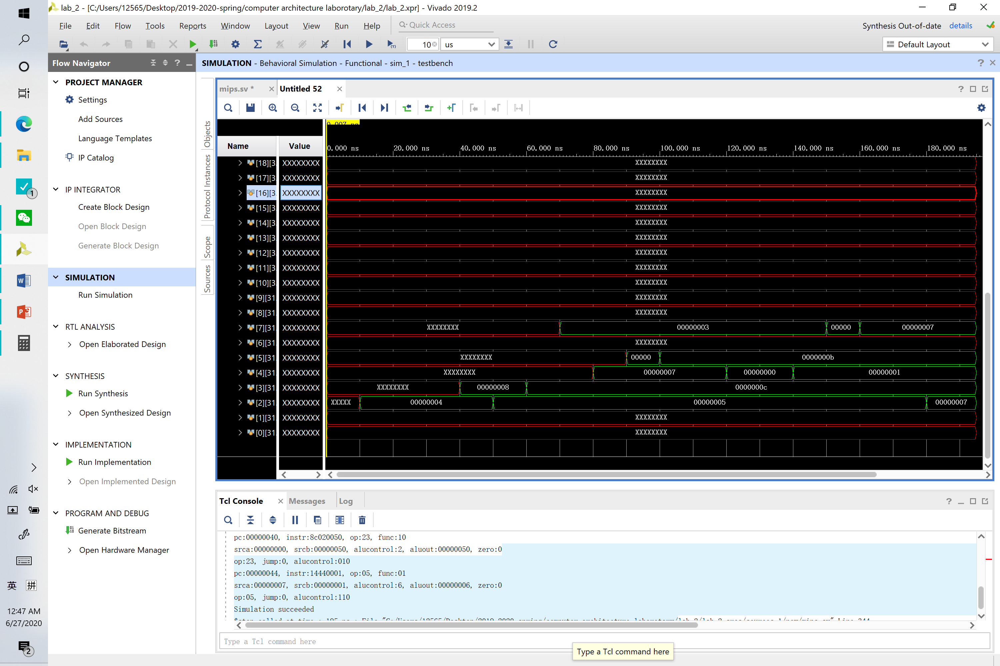 lab_2 - [C:/Users/12565/Desktop/2019-2020-spring/computer architecture laborotary/lab_2/lab_2.xpr] - Vivado 2019.2
File Edit Flow Tools Reports Window Layout View Run Help Quick Access
Synthesis Out-of-date details
10 us
Default Layout
Flow Navigator
SIMULATION - Behavioral Simulation - Functional - sim_1 - testbench
PROJECT MANAGER
Settings
Add Sources
Language Templates
IP Catalog
IP INTEGRATOR
Create Block Design
Open Block Design
Generate Block Design
SIMULATION
Run Simulation
RTL ANALYSIS
Open Elaborated Design
SYNTHESIS
Run Synthesis
Open Synthesized Design
IMPLEMENTATION
Run Implementation
Open Implemented Design
PROGRAM AND DEBUG
Generate Bitstream
Open Hardware Manager
1
英 拼
12:47 AM
6/27/2020
2
Objects
Protocol Instances
Scope
Sources
mips.sv *
Untitled 52
0.007 ns
Name Value
0.000 ns 20.000 ns 40.000 ns 60.000 ns 80.000 ns 100.000 ns 120.000 ns 140.000 ns 160.000 ns 180.000 ns
[18][3. XXXXXXXX XXXXXXXX
[17][3. XXXXXXXX XXXXXXXX
[16][3. XXXXXXXX XXXXXXXX
[15][3. XXXXXXXX XXXXXXXX
[14][3. XXXXXXXX XXXXXXXX
[13][3. XXXXXXXX XXXXXXXX
[12][3. XXXXXXXX XXXXXXXX
[11][3. XXXXXXXX XXXXXXXX
[10][3. XXXXXXXX XXXXXXXX
[9][31. XXXXXXXX XXXXXXXX
[8][31. XXXXXXXX XXXXXXXX
[7][31. XXXXXXXX XXXXXXXX 00000003 00000 00000007
[6][31. XXXXXXXX XXXXXXXX
[5][31. XXXXXXXX XXXXXXXX 00000 0000000b
[4][31. XXXXXXXX XXXXXXXX 00000007 00000000 00000001
[3][31. XXXXXXXX XXXXXXXX 00000008 0000000c
[2][31. XXXXXXXX XXXXX 00000004 00000005 00000007
[1][31. XXXXXXXX XXXXXXXX
[0][31. XXXXXXXX XXXXXXXX
Tcl Console Messages Log
pc:00000040, instr:8c020050, op:23, func:10
srca:00000000, srcb:00000050, alucontrol:2, aluout:00000050, zero:0
op:23, jump:0, alucontrol:010
pc:00000044, instr:14440001, op:05, func:01
srca:00000007, srcb:00000001, alucontrol:6, aluout:00000006, zero:0
op:05, jump:0, alucontrol:110
Simulation succeeded
Type a Tcl command here
Type a Tcl command here